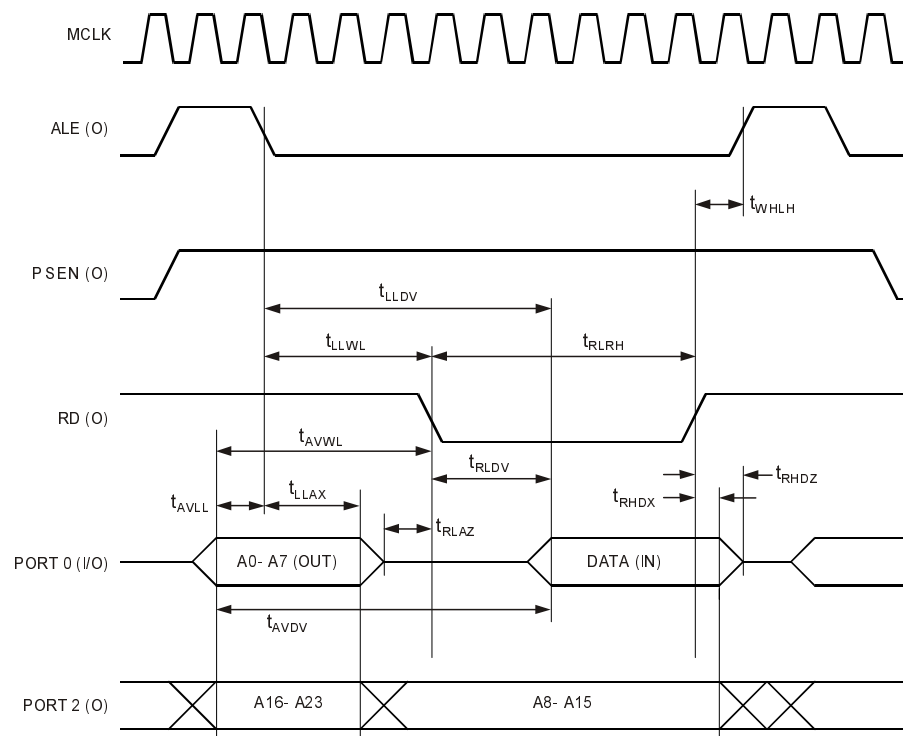 MCLK
ALE (O)
tWHLH
PSEN (O)
tLLDV
tLLWL
tRLRH
RD (O)
tAVWL
tRLDV
tRHDZ
tAVLL
tLLAX
tRHDX
tRLAZ
PORT 0 (I/O)
A0- A7 (OUT)
DATA (IN)
tAVDV
PORT 2 (O)
A16- A23
A8- A15